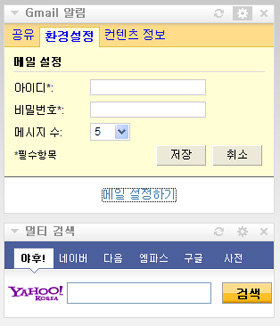 Gmail 알림
공유 환경설정 컨텐츠 정보
메일 설정
아이디*:
비밀번호*:
메시지 수: 5
*필수항목 저장 취소
메일 설정하기
멀티 검색
야후! 네이버 다음 엠파스 구글 사전
YAHOO! 검색
KOREA